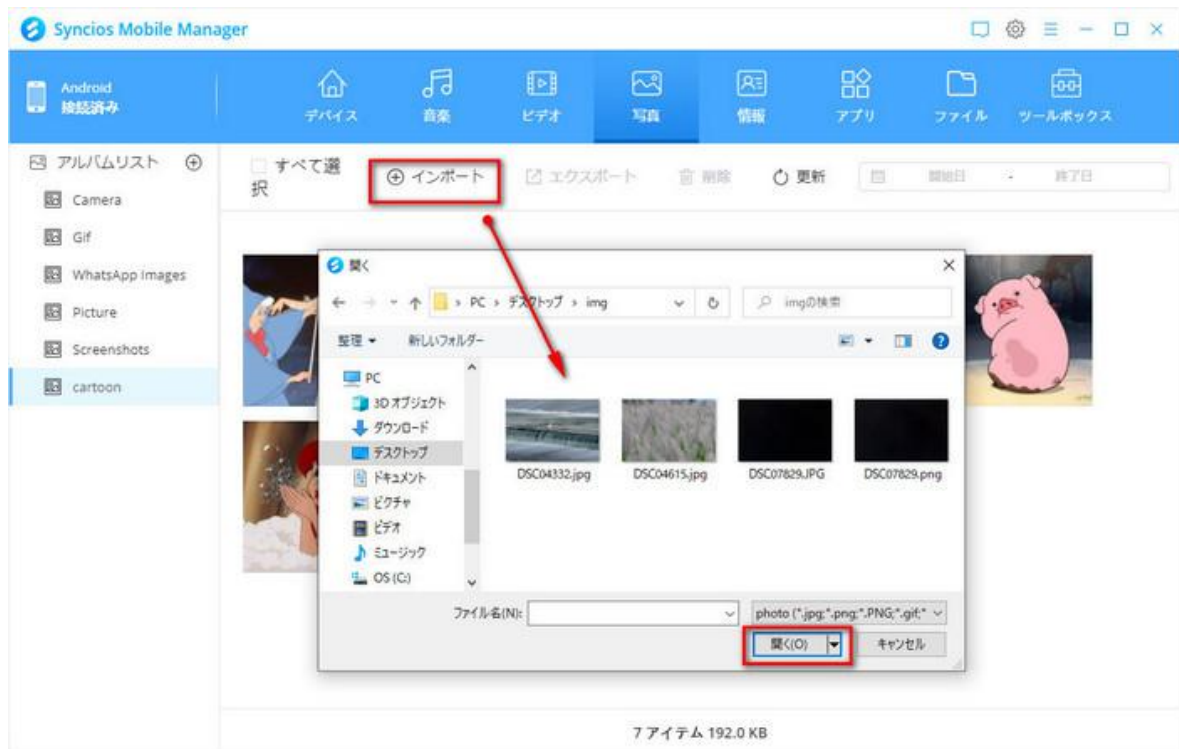 Syncios Mobile Manager
Android
接続済み
デバイス
音楽
ビデオ
写真
情報
アプリ
ファイル
ツールボックス
アルバムリスト
Camera
Gif
WhatsApp Images
Picture
Screenshots
cartoon
すべて選
択
インポート
エクスポート
削除
更新
開始日 - 終了日
開く
PC › デスクトップ › img
imgの検索
整理
新しいフォルダー
PC
3D オブジェクト
ダウンロード
デスクトップ
ドキュメント
ピクチャ
ビデオ
ミュージック
OS (C:)
DSC04332.jpg
DSC04615.jpg
DSC07829.JPG
DSC07829.png
ファイル名(N):
photo (*.jpg;*.png;*.PNG;*.gif;*
開く(O)
キャンセル
7 アイテム 192.0 KB